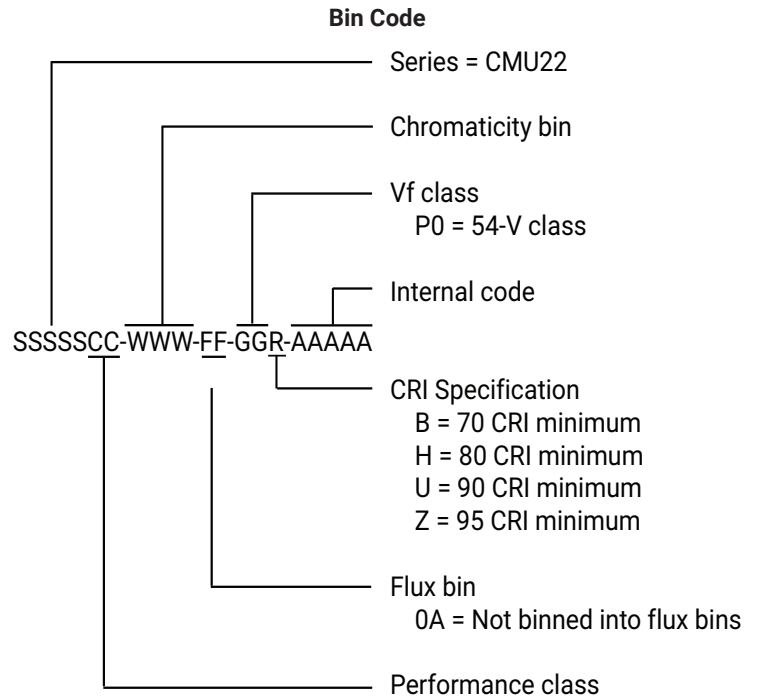 Bin Code
Series = CMU22
Chromaticity bin
Vf class
P0 = 54-V class
Internal code
SSSSSCC-WWW-FF-GGR-AAAAA
CRI Specification
B = 70 CRI minimum
H = 80 CRI minimum
U = 90 CRI minimum
Z = 95 CRI minimum
Flux bin
0A = Not binned into flux bins
Performance class